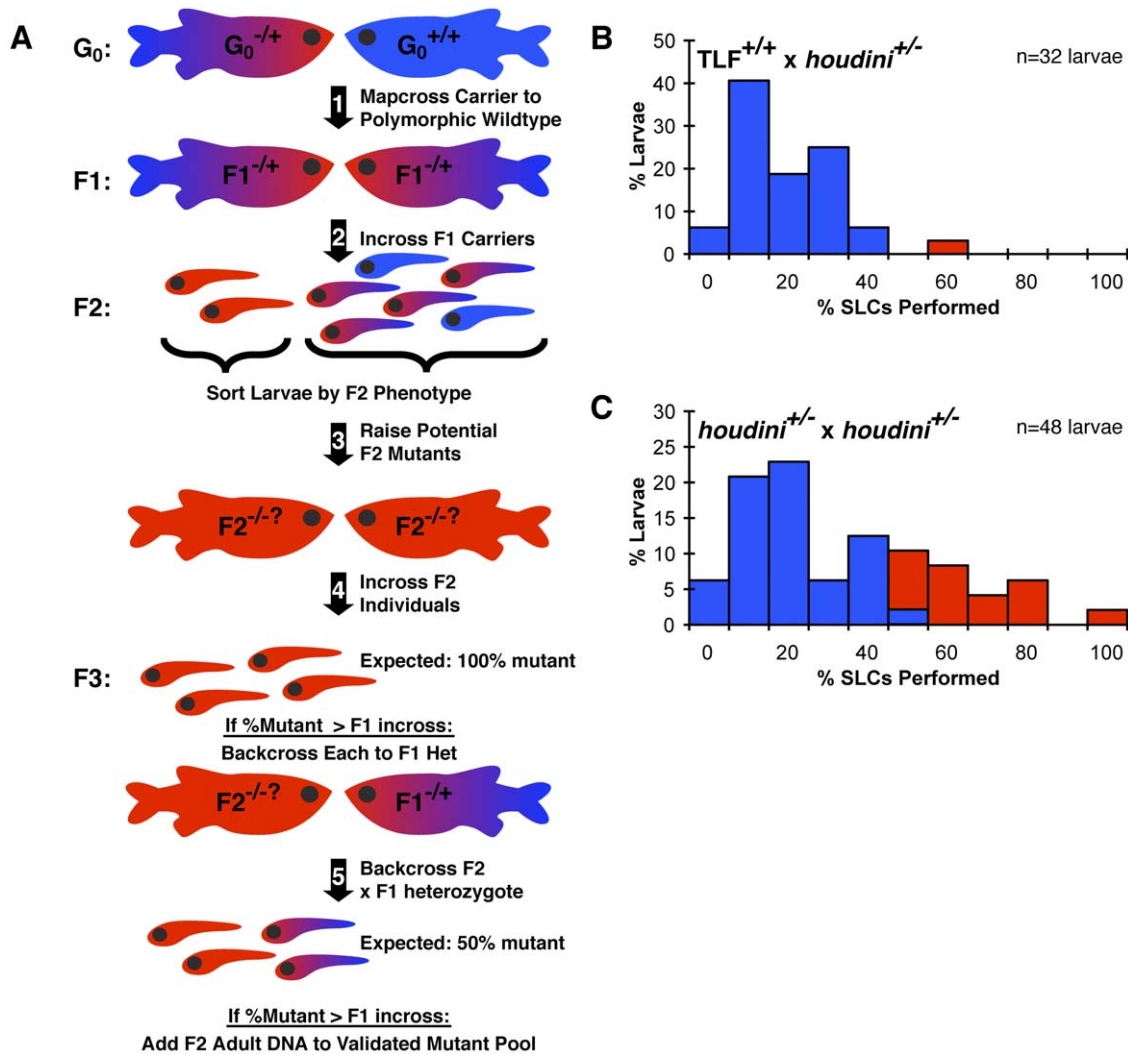 A
G0:
G0-/+
G0+/+
1
Mapcross Carrier to
Polymorphic Wildtype
F1:
F1-/+
F1-/+
2
Incross F1 Carriers
F2:
Sort Larvae by F2 Phenotype
3
Raise Potential
F2 Mutants
F2-/-?
F2-/-?
4
Incross F2
Individuals
F3:
Expected: 100% mutant
If %Mutant > F1 incross:
Backcross Each to F1 Het
F2-/-?
F1-/+
5
Backcross F2
x F1 heterozygote
Expected: 50% mutant
If %Mutant > F1 incross:
Add F2 Adult DNA to Validated Mutant Pool
B
TLF+/+ x houdini+/-
n=32 larvae
% Larvae
50
40
30
20
10
0
0 20 40 60 80 100
% SLCs Performed
C
houdini+/- x houdini+/-
n=48 larvae
% Larvae
30
25
20
15
10
5
0
0 20 40 60 80 100
% SLCs Performed